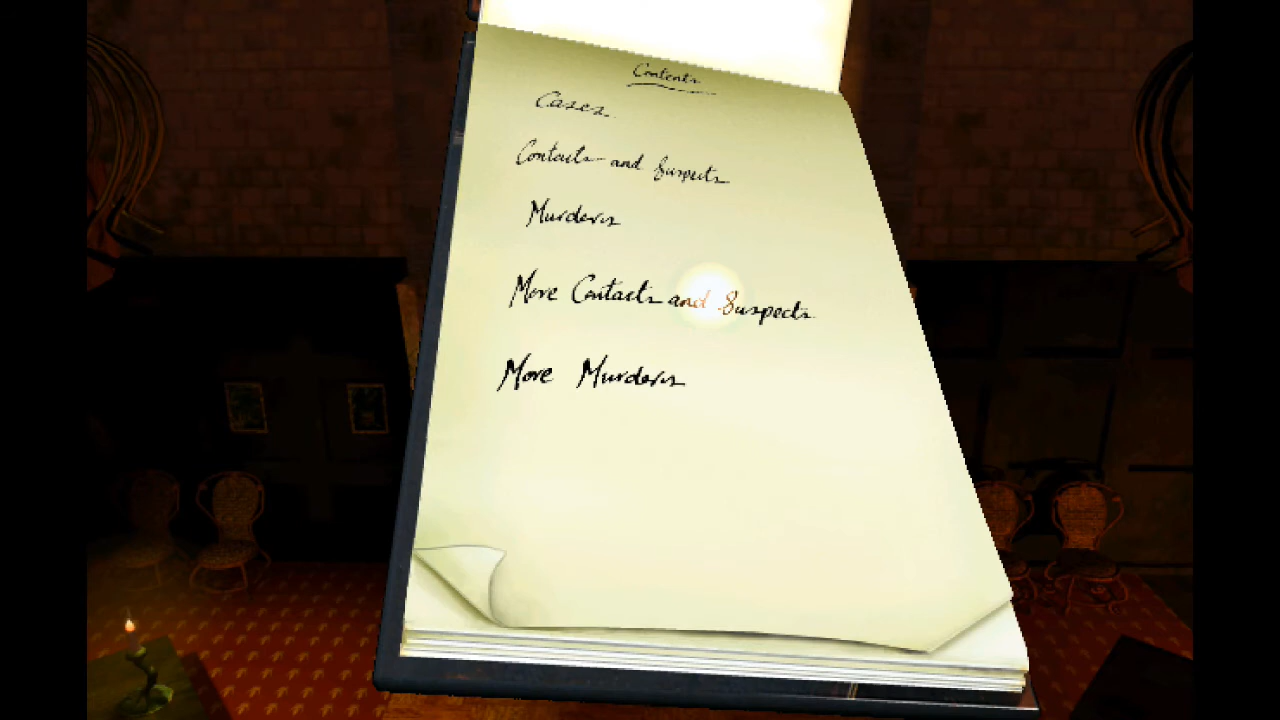 Contents
Cases
Contacts and Suspects
Murders
More Contacts and Suspects
More Murders